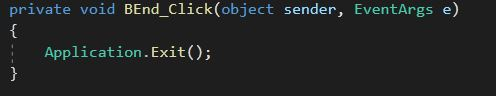 private void BEnd_Click(object sender, EventArgs e)
{
Application.Exit();
}